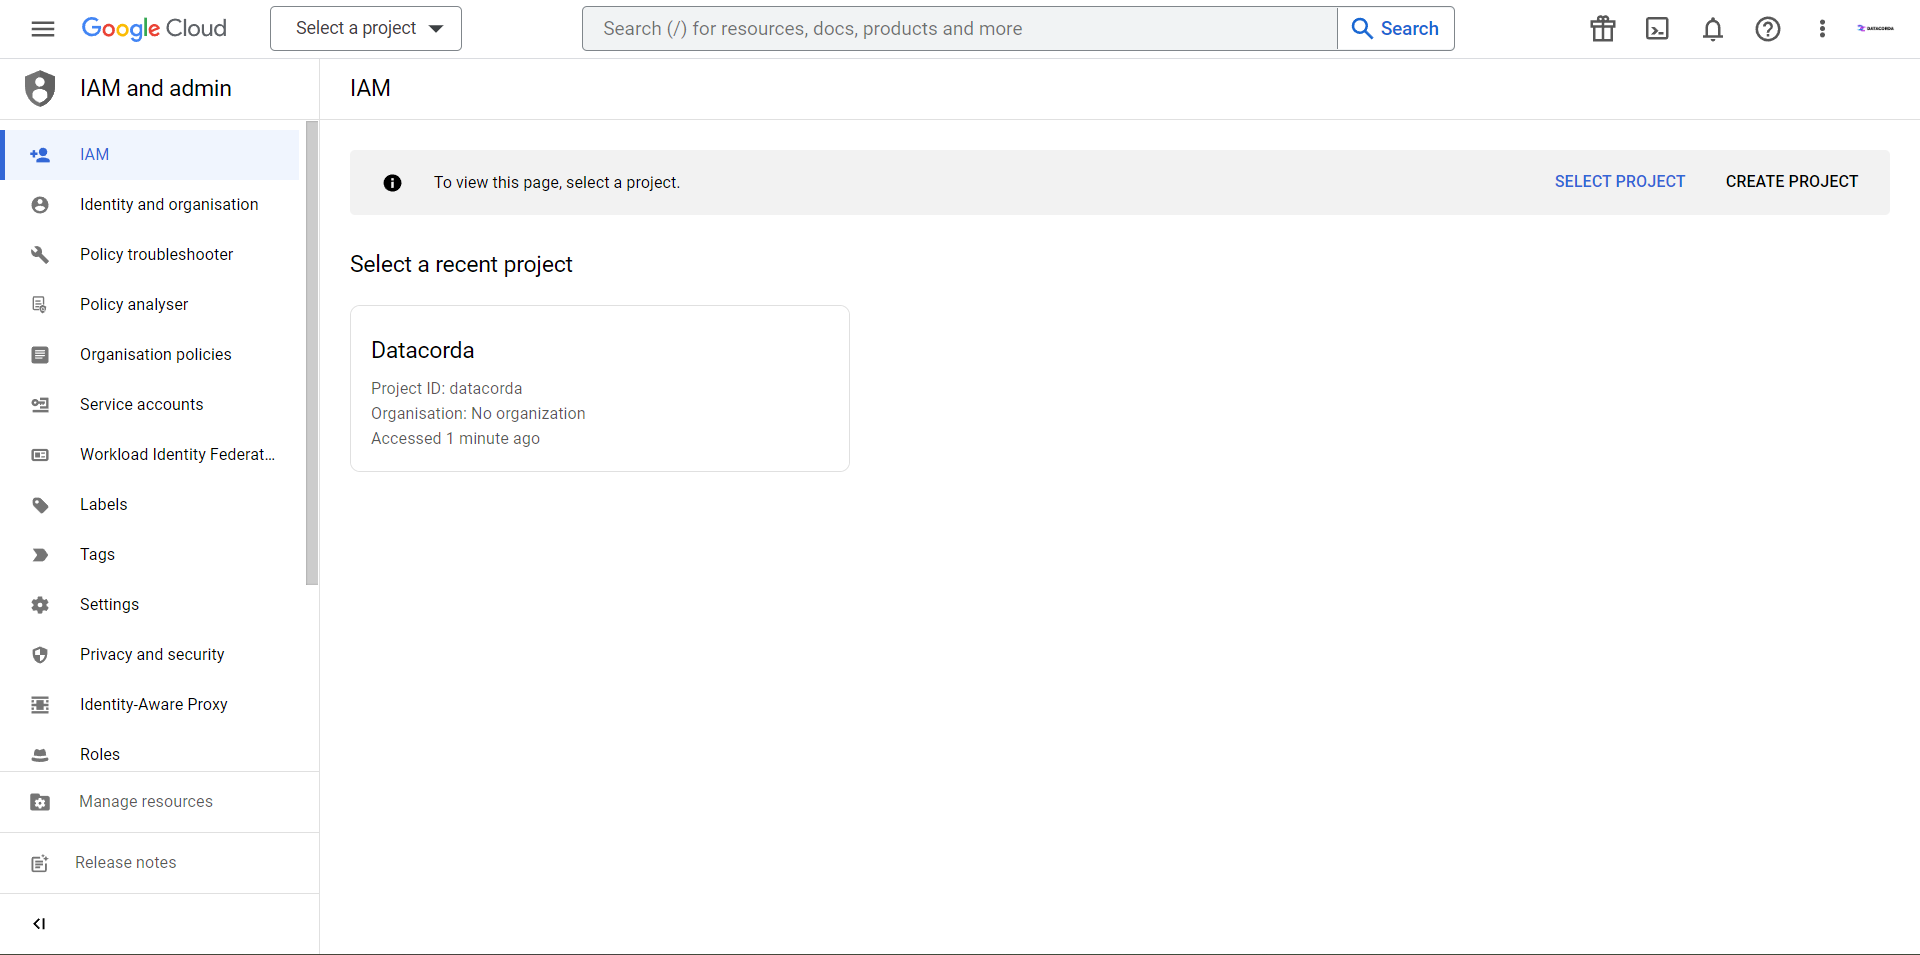 Google Cloud
Select a project
Search (/) for resources, docs, products and more
Search
DATACORDA
IAM and admin
IAM
IAM
Identity and organisation
Policy troubleshooter
Policy analyser
Organisation policies
Service accounts
Workload Identity Federat...
Labels
Tags
Settings
Privacy and security
Identity-Aware Proxy
Roles
Manage resources
Release notes
To view this page, select a project.
SELECT PROJECT
CREATE PROJECT
Select a recent project
Datacorda
Project ID: datacorda
Organisation: No organization
Accessed 1 minute ago